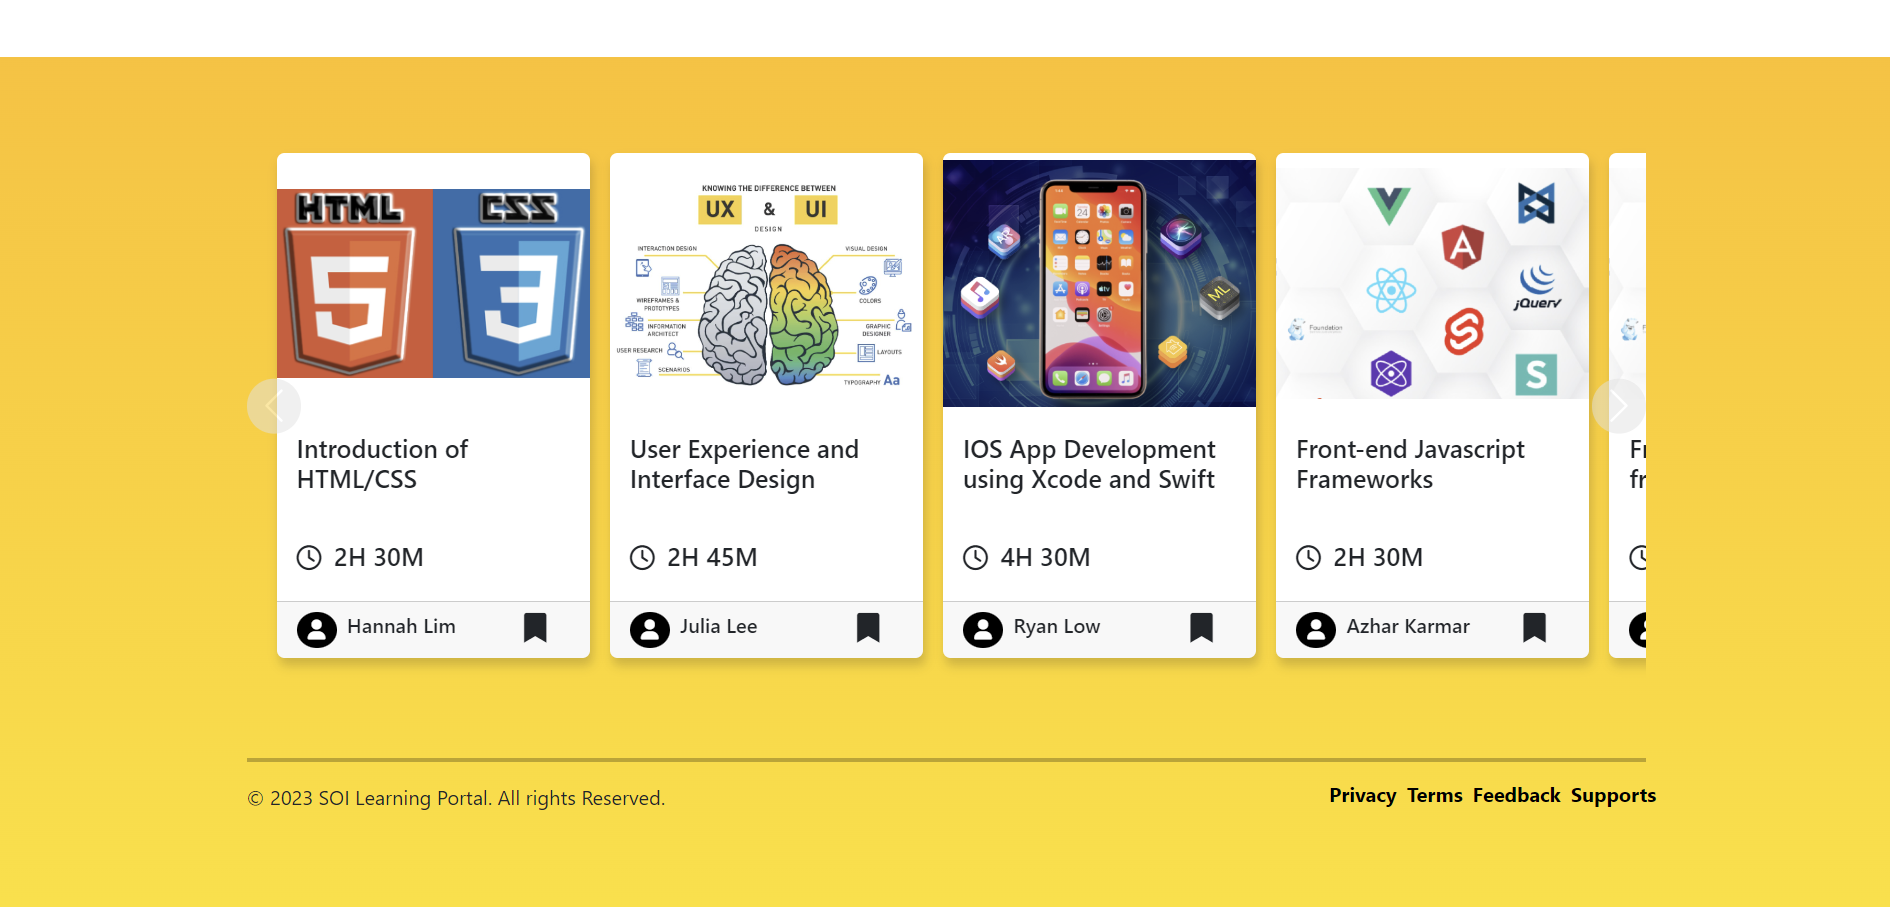 HTML
CSS
5
3
Introduction of
HTML/CSS
2H 30M
Hannah Lim
KNOWING THE DIFFERENCE BETWEEN
UX & UI
DESIGN
INTERACTION DESIGN
VISUAL DESIGN
WIREFRAMES &
PROTOTYPES
COLORS
INFORMATION
ARCHITECT
GRAPHIC
DESIGNER
USER RESEARCH
LAYOUTS
SCENARIOS
TYPOGRAPHY Aa
User Experience and
Interface Design
2H 45M
Julia Lee
24
ML
IOS App Development
using Xcode and Swift
4H 30M
Ryan Low
A
jQuery
Foundation
S
Front-end Javascript
Frameworks
2H 30M
Azhar Karmar
© 2023 SOI Learning Portal. All rights Reserved.
Privacy Terms Feedback Supports